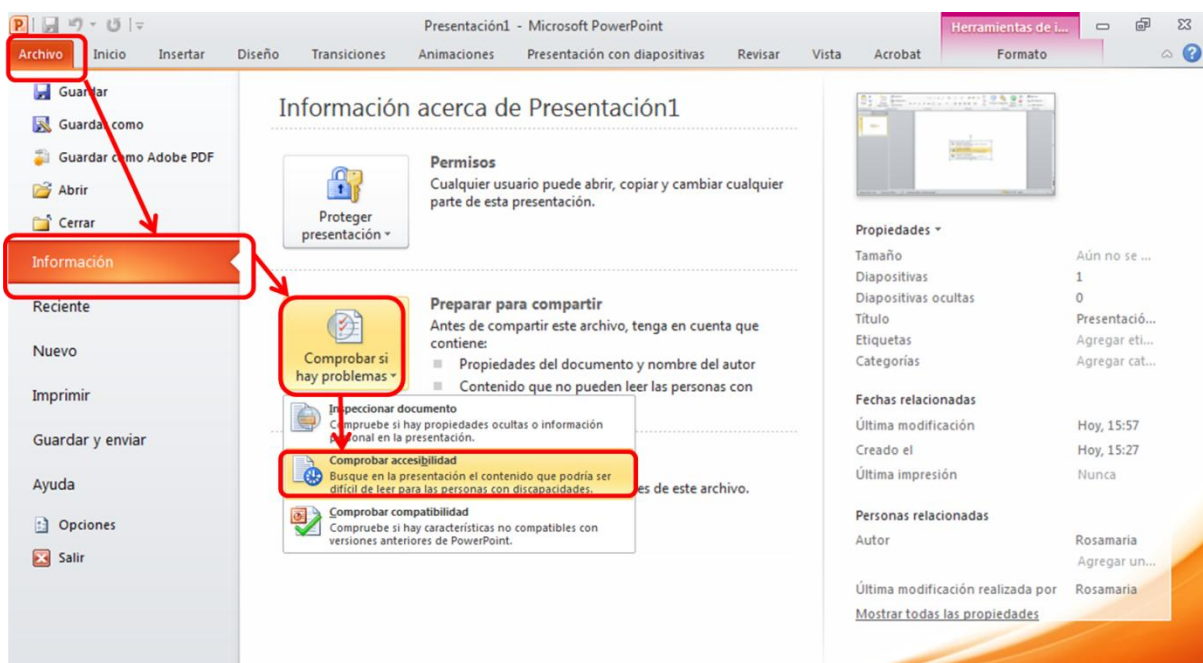 Presentación1 - Microsoft PowerPoint
Herramientas de i...
Archivo Inicio Insertar Diseño Transiciones Animaciones Presentación con diapositivas Revisar Vista Acrobat Formato
Guardar
Guardar como
Guardar como Adobe PDF
Abrir
Cerrar
Información
Reciente
Nuevo
Imprimir
Guardar y enviar
Ayuda
Opciones
Salir
Información acerca de Presentación1
Proteger
presentación
Permisos
Cualquier usuario puede abrir, copiar y cambiar cualquier
parte de esta presentación.
Comprobar si
hay problemas
Preparar para compartir
Antes de compartir este archivo, tenga en cuenta que
contiene:
Propiedades del documento y nombre del autor
Contenido que no pueden leer las personas con
Inspeccionar documento
Compruebe si hay propiedades ocultas o información
personal en la presentación.
Comprobar accesibilidad
Busque en la presentación el contenido que podría ser
difícil de leer para las personas con discapacidades.
es de este archivo.
Comprobar compatibilidad
Compruebe si hay características no compatibles con
versiones anteriores de PowerPoint.
Propiedades
Tamaño Aún no se ...
Diapositivas 1
Diapositivas ocultas 0
Título Presentació...
Etiquetas Agregar eti...
Categorías Agregar cat...
Fechas relacionadas
Última modificación Hoy, 15:57
Creado el Hoy, 15:27
Última impresión Nunca
Personas relacionadas
Autor Rosamaria
Agregar un...
Última modificación realizada por Rosamaria
Mostrar todas las propiedades